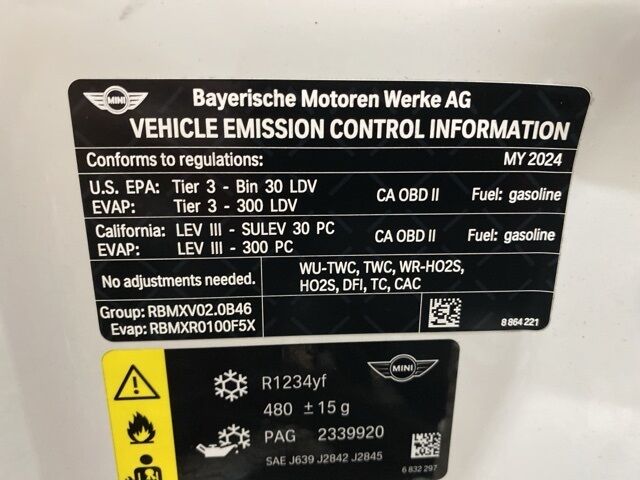 MINI
Bayerische Motoren Werke AG
VEHICLE EMISSION CONTROL INFORMATION
Conforms to regulations: MY 2024
U.S. EPA: Tier 3 - Bin 30 LDV CA OBD II Fuel: gasoline
EVAP: Tier 3 - 300 LDV
California: LEV III - SULEV 30 PC CA OBD II Fuel: gasoline
EVAP: LEV III - 300 PC
No adjustments needed.
WU-TWC, TWC, WR-HO2S,
HO2S, DFI, TC, CAC
Group: RBMXV02.0B46
Evap: RBMXR0100F5X
8 864 221
MINI
R1234yf
480 ± 15 g
PAG 2339920
SAE J639 J2842 J2845
6 832 297